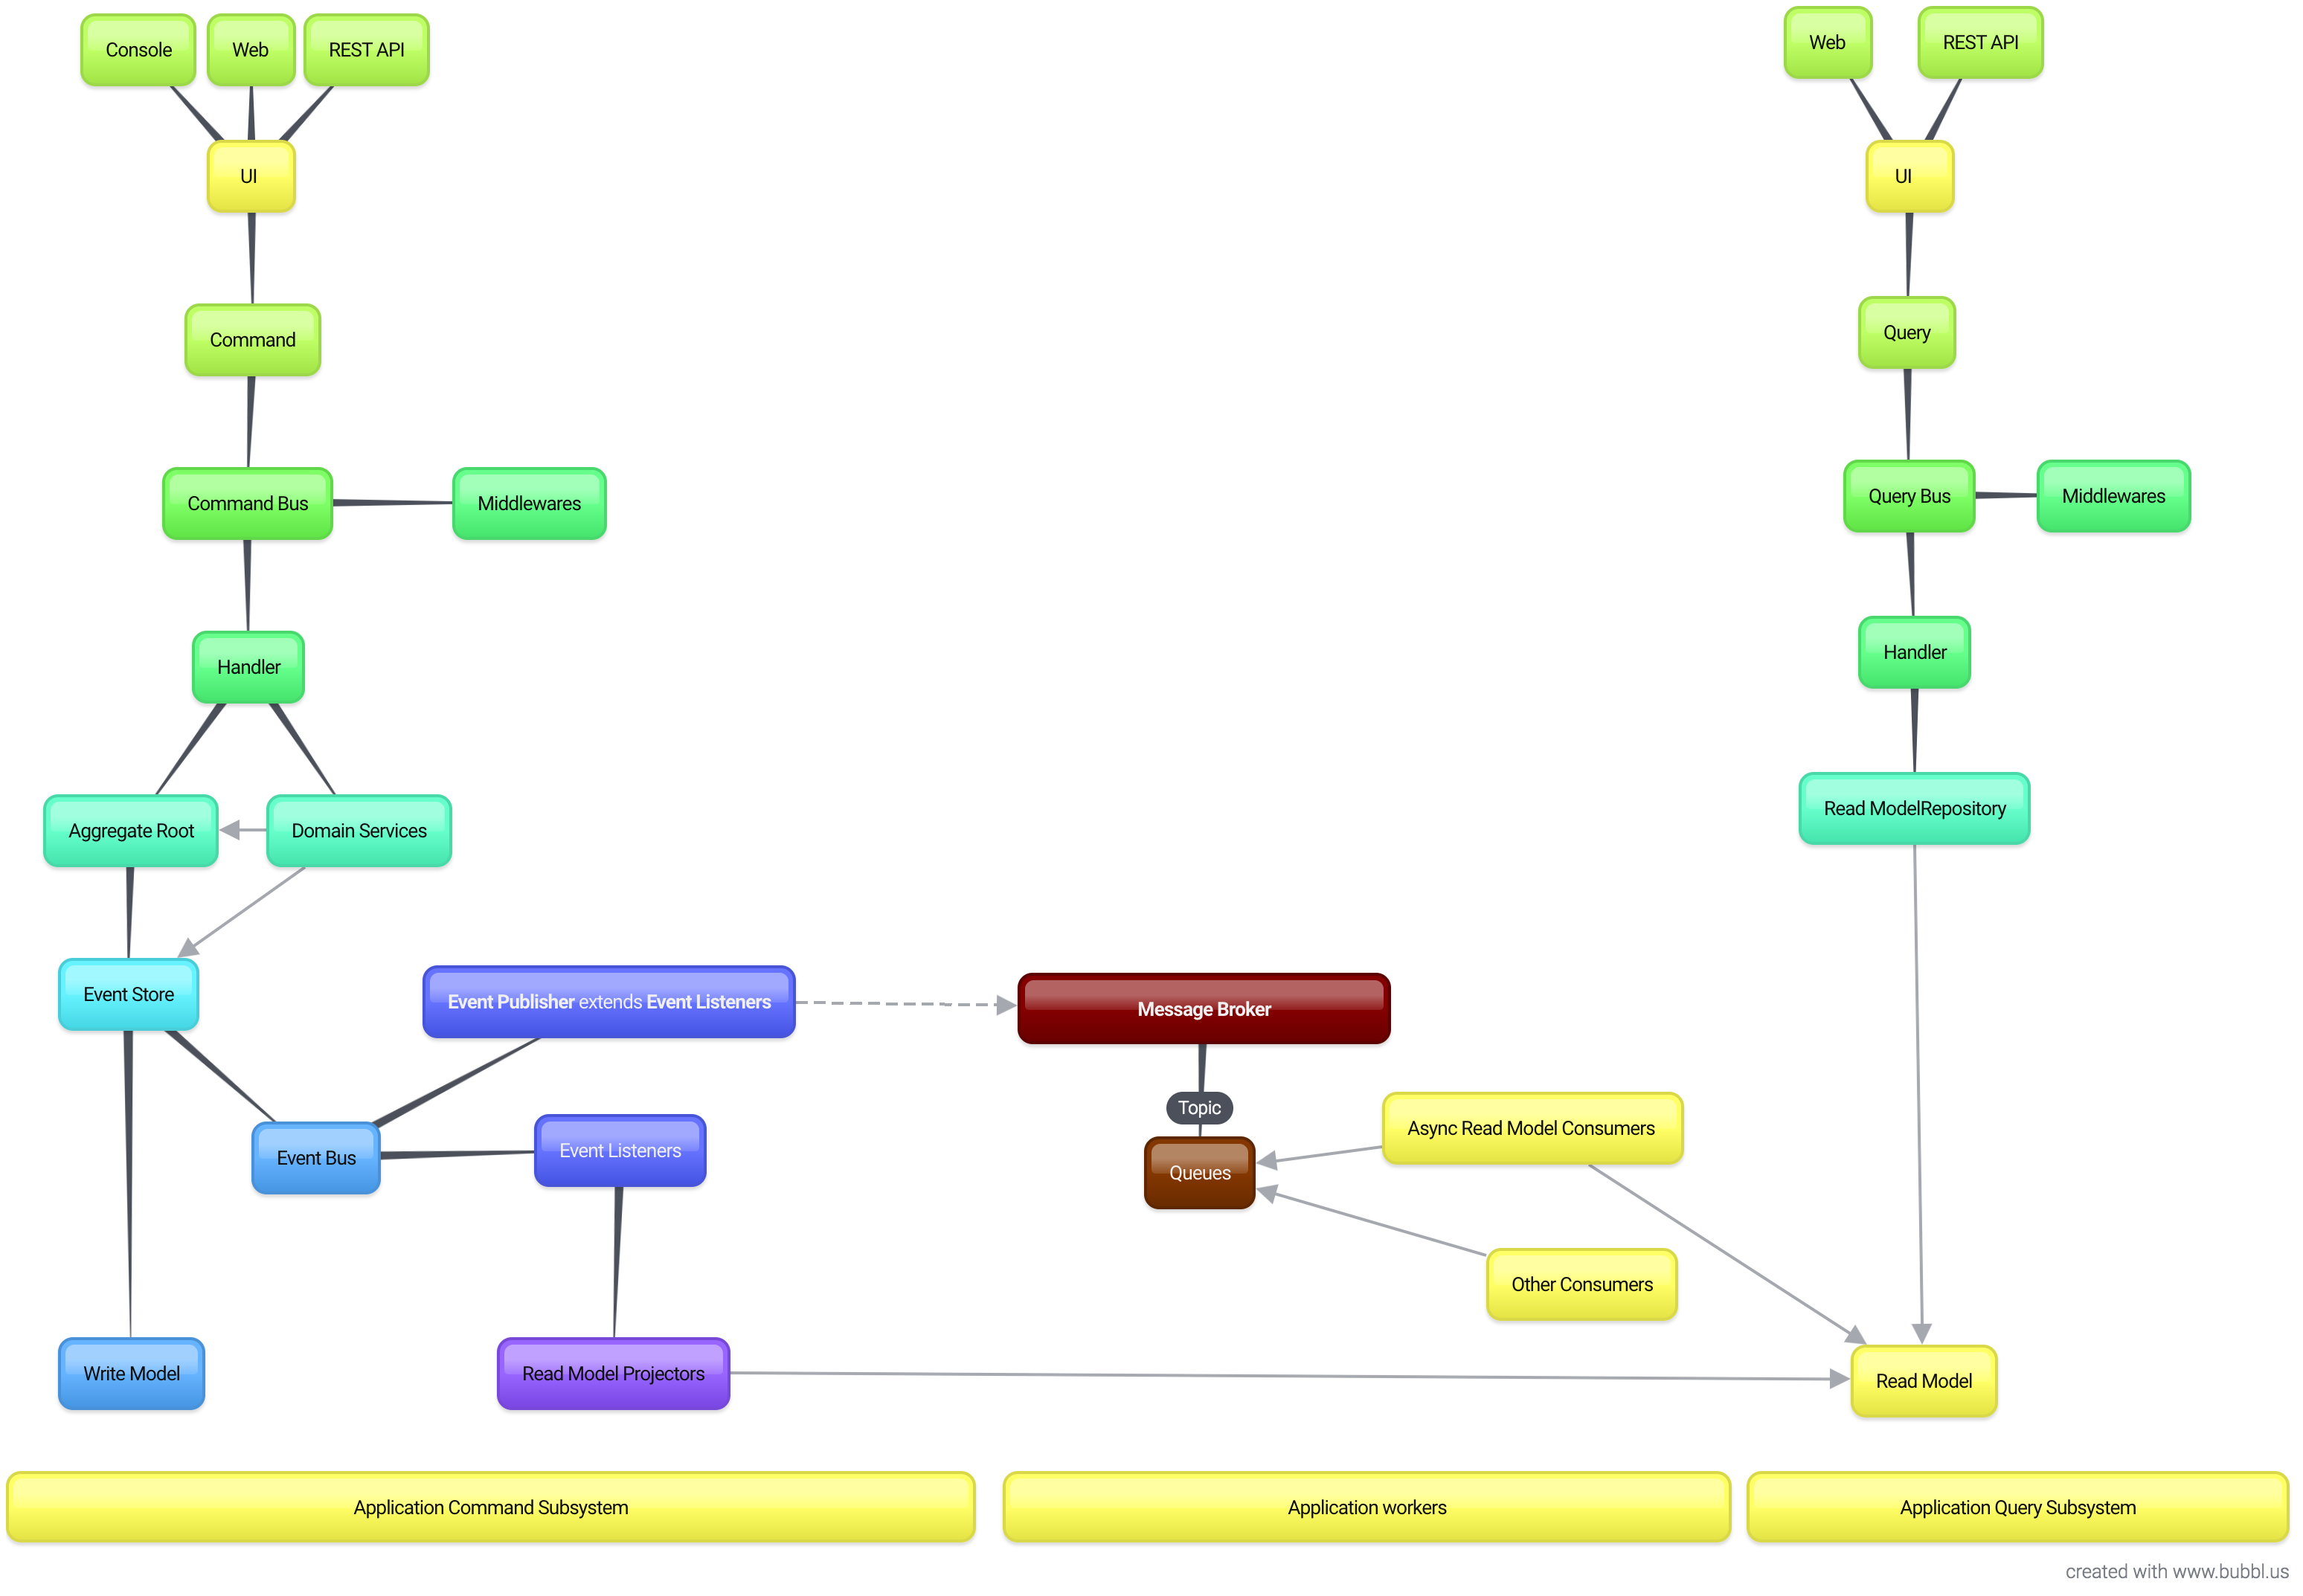 Console
Web
REST API
UI
Command
Command Bus
Middlewares
Handler
Aggregate Root
Domain Services
Event Store
Event Publisher extends Event Listeners
Event Bus
Event Listeners
Write Model
Read Model Projectors
Message Broker
Topic
Queues
Async Read Model Consumers
Other Consumers
Web
REST API
UI
Query
Query Bus
Middlewares
Handler
Read ModelRepository
Read Model
Application Command Subsystem
Application workers
Application Query Subsystem
created with www.bubbl.us